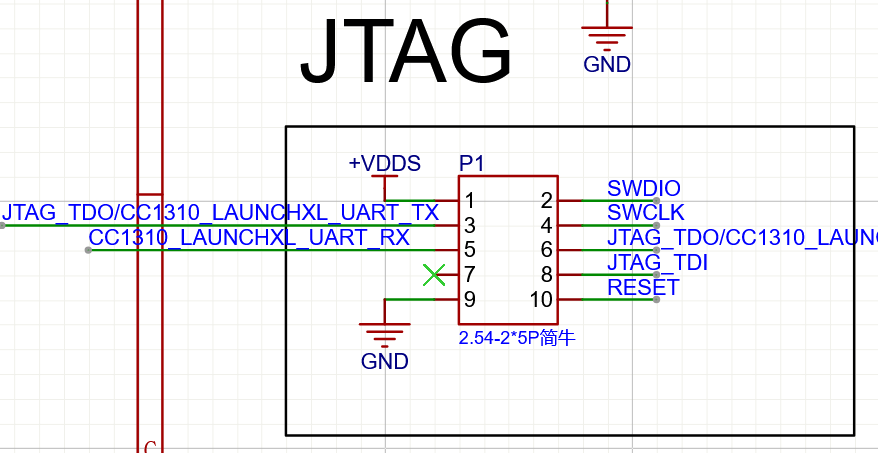 JTAG
GND
+VDDS P1
1 2 SWDIO
JTAG_TDO/CC1310_LAUNCHXL_UART_TX 3 4 SWCLK
CC1310_LAUNCHXL_UART_RX 5 6 JTAG_TDO/CC1310_LAUN
7 8 JTAG_TDI
9 10 RESET
2.54-2*5P简牛
GND
C